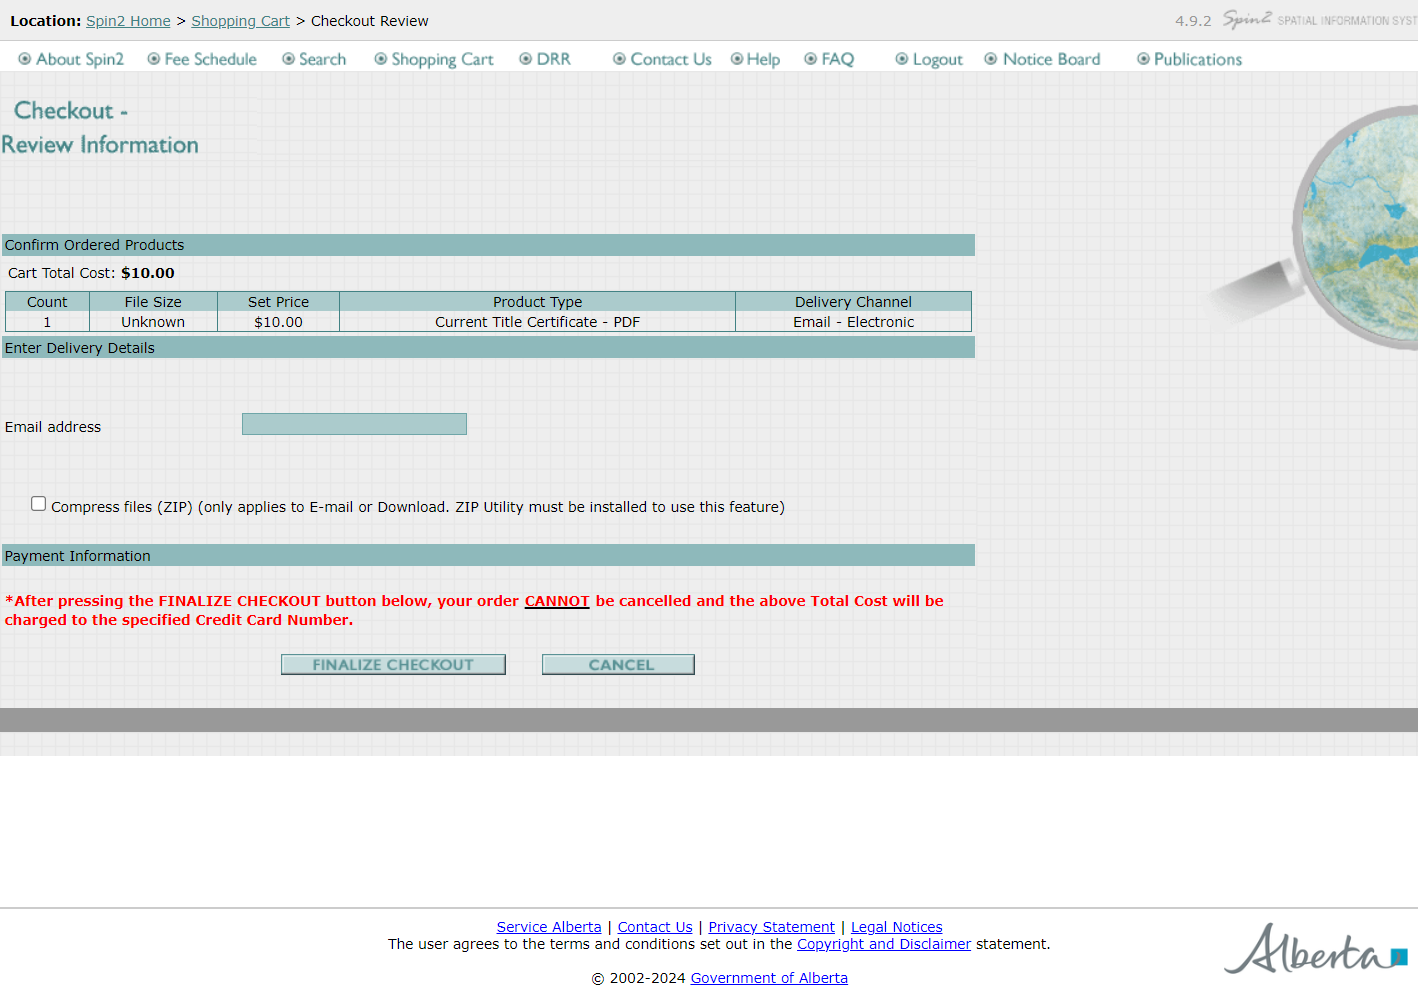 Location: Spin2 Home > Shopping Cart > Checkout Review
4.9.2 Spin2 SPATIAL INFORMATION SYST
About Spin2 Fee Schedule Search Shopping Cart DRR Contact Us Help FAQ Logout Notice Board Publications
Checkout -
Review Information
Confirm Ordered Products
Cart Total Cost: $10.00
Count File Size Set Price Product Type Delivery Channel
1 Unknown $10.00 Current Title Certificate - PDF Email - Electronic
Enter Delivery Details
Email address
Compress files (ZIP) (only applies to E-mail or Download. ZIP Utility must be installed to use this feature)
Payment Information
*After pressing the FINALIZE CHECKOUT button below, your order CANNOT be cancelled and the above Total Cost will be
charged to the specified Credit Card Number.
FINALIZE CHECKOUT CANCEL
Service Alberta | Contact Us | Privacy Statement | Legal Notices
The user agrees to the terms and conditions set out in the Copyright and Disclaimer statement.
© 2002-2024 Government of Alberta
Alberta